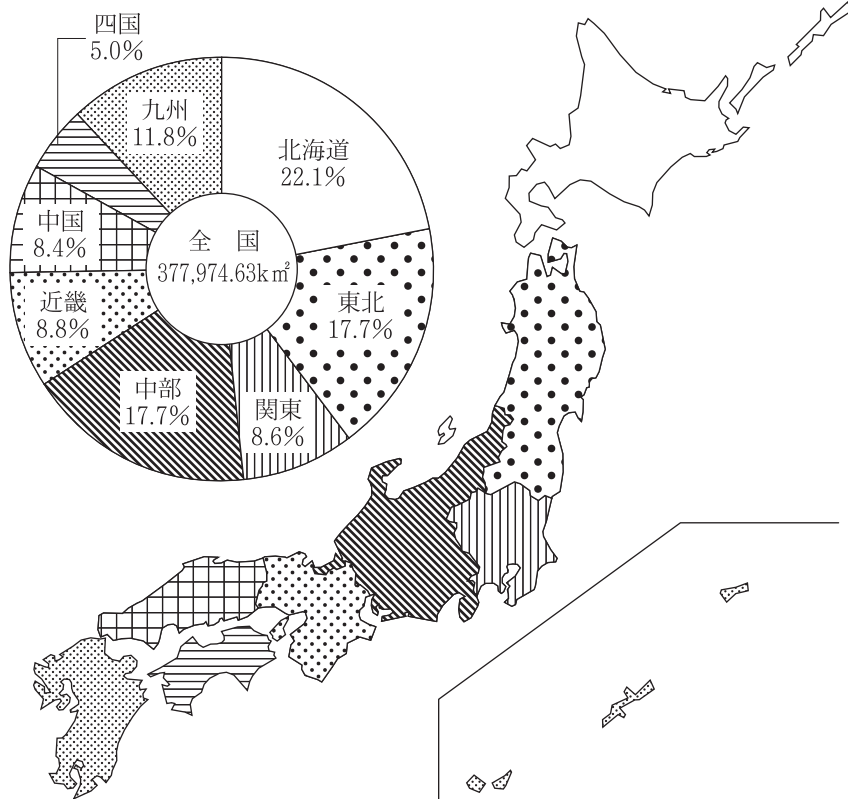 四国
5.0%
九州
11.8%
北海道
22.1%
中国
8.4%
全　国
377,974.63k㎡
近畿
8.8%
東北
17.7%
中部
17.7%
関東
8.6%